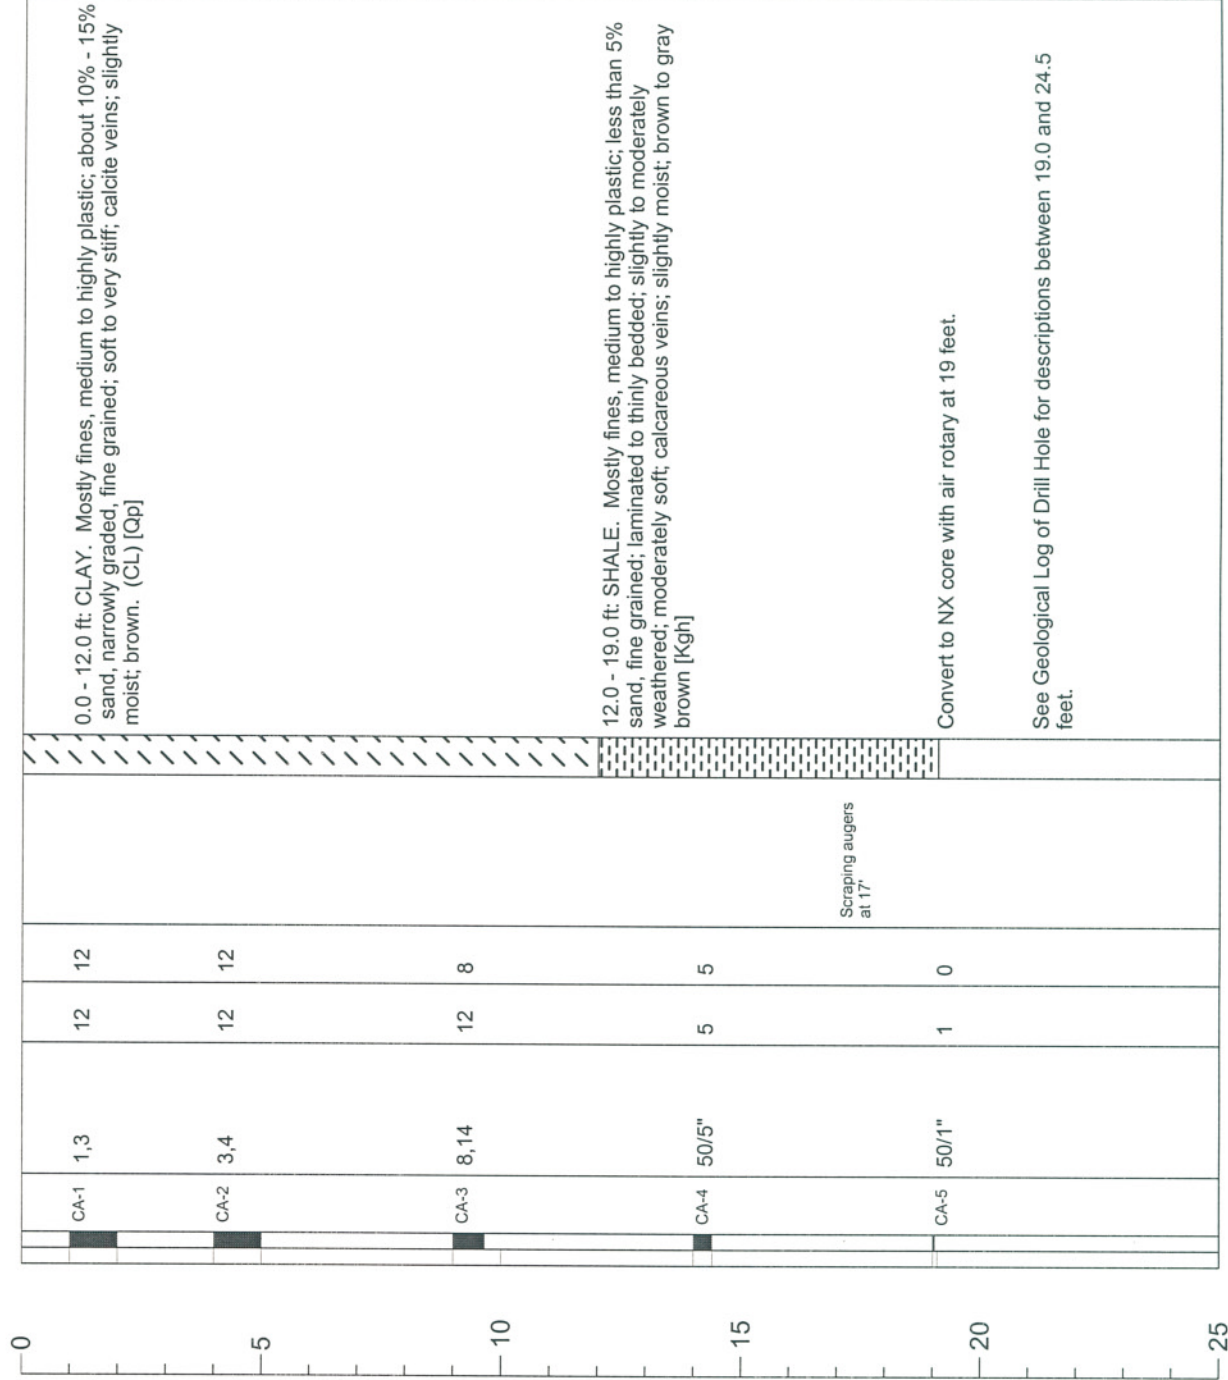 0
5
10
15
20
25
CA-1
1,3
12
12
0.0 - 12.0 ft: CLAY. Mostly fines, medium to highly plastic; about 10% - 15%
sand, narrowly graded, fine grained; soft to very stiff; calcite veins; slightly
moist; brown. (CL) [Qp]
CA-2
3,4
12
12
CA-3
8,14
12
8
CA-4
50/5"
5
5
12.0 - 19.0 ft: SHALE. Mostly fines, medium to highly plastic; less than 5%
sand, fine grained; laminated to thinly bedded; slightly to moderately
weathered; moderately soft; calcareous veins; slightly moist; brown to gray
brown [Kgh]
Scraping augers
at 17'
CA-5
50/1"
1
0
Convert to NX core with air rotary at 19 feet.
See Geological Log of Drill Hole for descriptions between 19.0 and 24.5
feet.